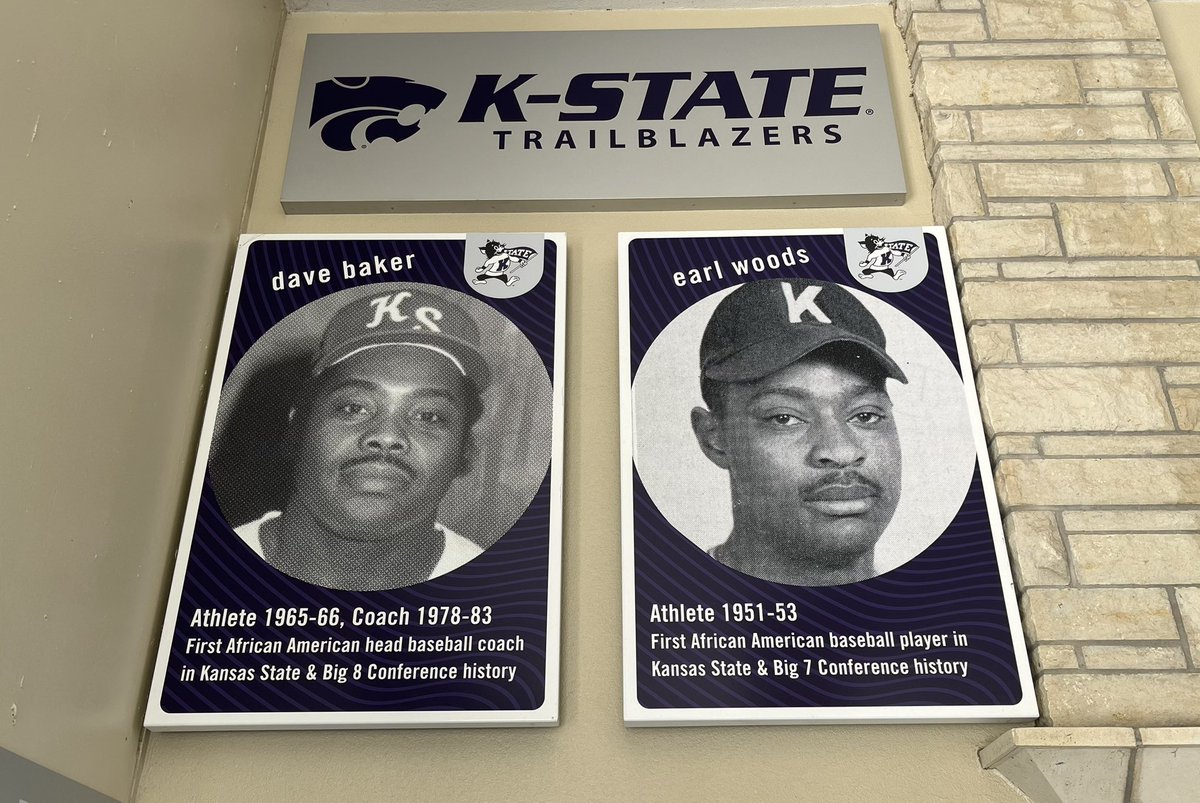 K-STATE®
TRAILBLAZERS
dave baker
STATE
K S
Athlete 1965-66, Coach 1978-83
First African American head baseball coach
in Kansas State & Big 8 Conference history
earl woods
STATE
K
Athlete 1951-53
First African American baseball player in
Kansas State & Big 7 Conference history